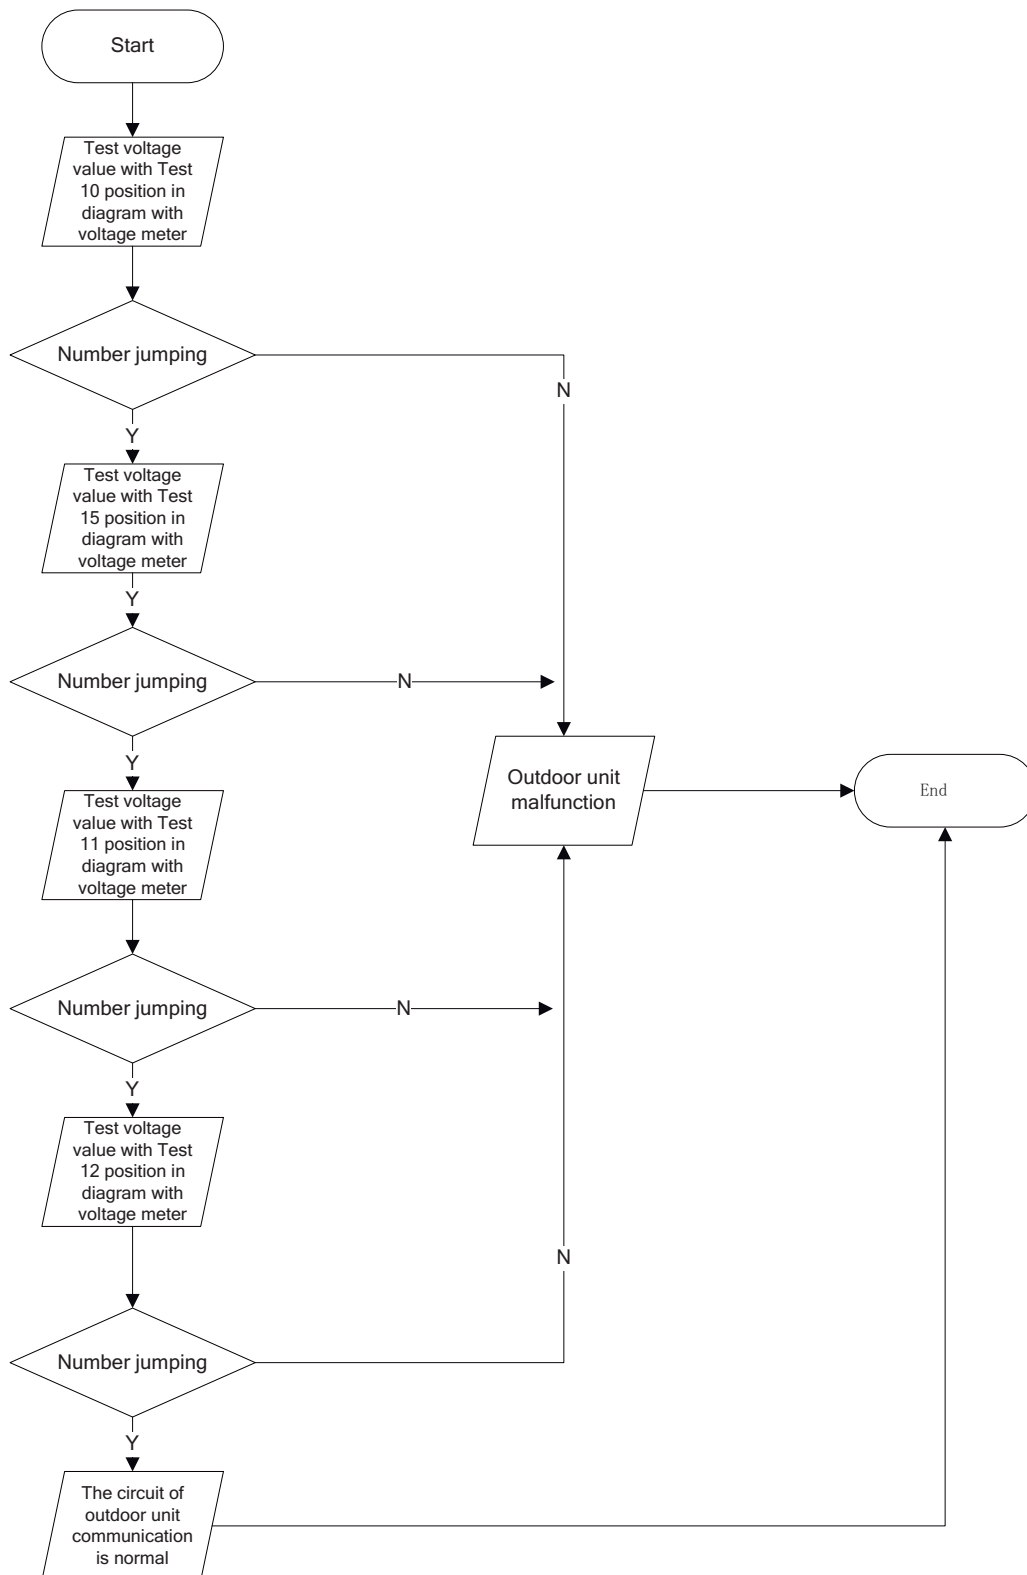 Start
Test voltage
value with Test
10 position in
diagram with
voltage meter
Number jumping
N
Y
Test voltage
value with Test
15 position in
diagram with
voltage meter
Y
Number jumping
N
Y
Test voltage
value with Test
11 position in
diagram with
voltage meter
Outdoor unit
malfunction
End
Number jumping
N
Y
Test voltage
value with Test
12 position in
diagram with
voltage meter
N
Number jumping
Y
The circuit of
outdoor unit
communication
is normal